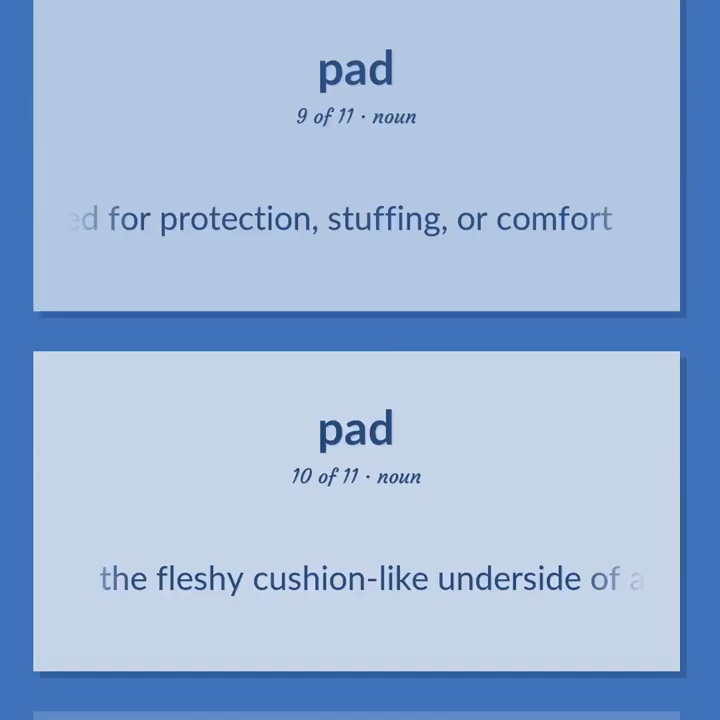 pad
9 of 11 · noun
ed for protection, stuffing, or comfort
pad
10 of 11 · noun
the fleshy cushion-like underside of a